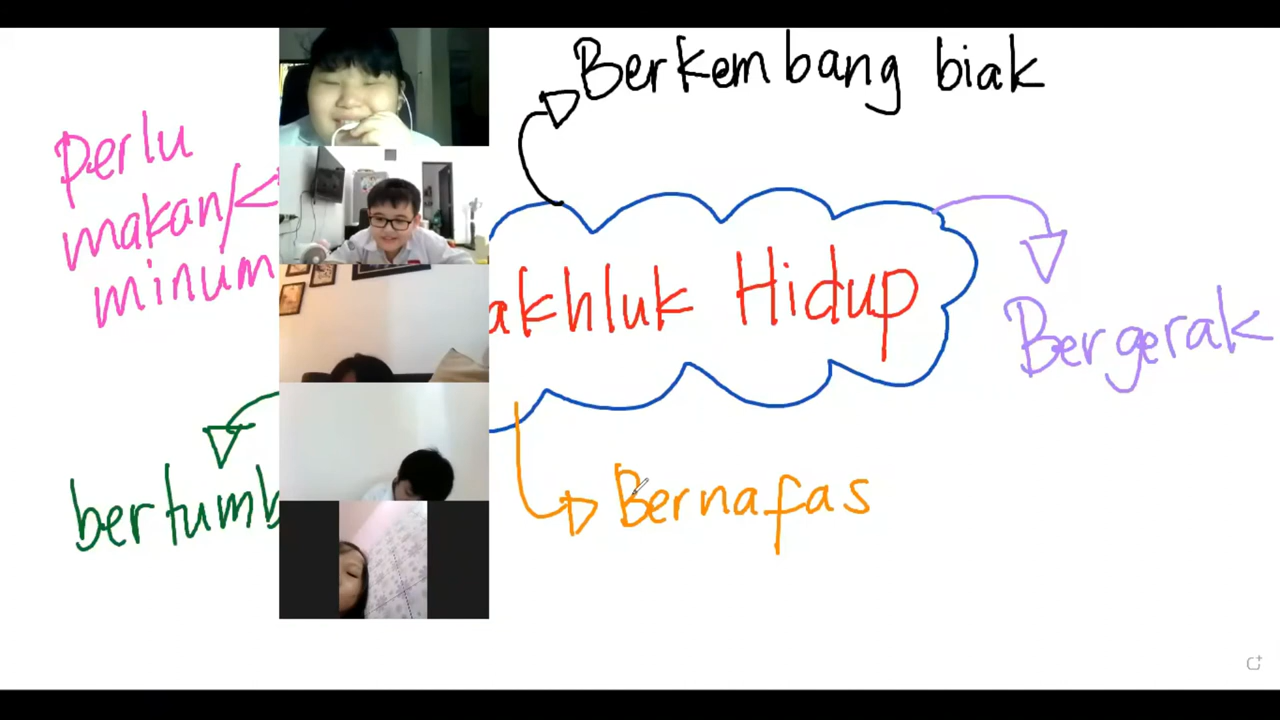 Berkembang biak
Perlu
makan/
minum
akhluk Hidup
Bergerak
bertumb
Bernafas